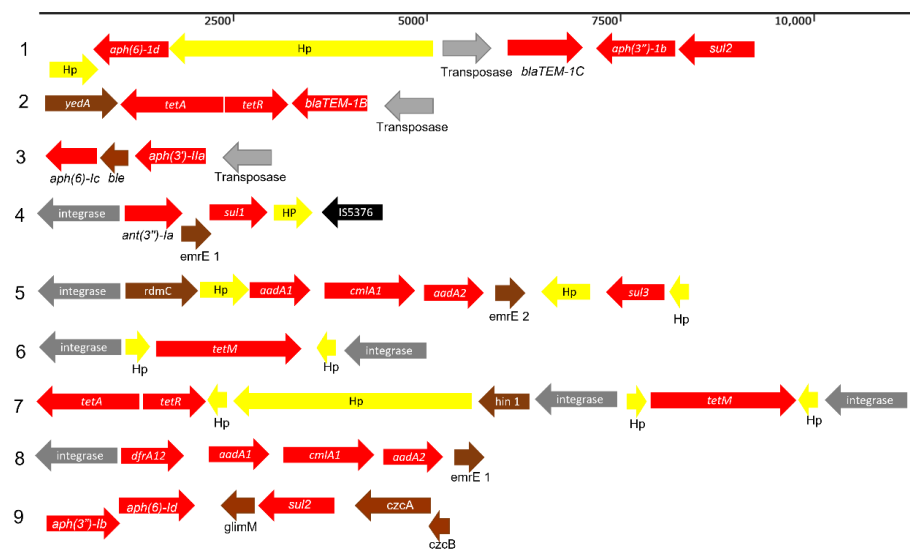 2500 5000 7500 10,000
1 aph(6)-1d Hp blaTEM-1C aph(3”)-1b sul2
Hp Transposase
2 yedA tetA tetR blaTEM-1B
Transposase
3 aph(6)-Ic ble aph(3')-IIa Transposase
4 integrase ant(3”)-Ia sul1 HP IS5376
emrE 1
5 integrase rdmC Hp aadA1 cmlA1 aadA2 Hp sul3
emrE 2 Hp
6 integrase tetM integrase
Hp Hp
7 tetA tetR Hp hin 1 integrase tetM integrase
Hp Hp Hp
8 integrase dfrA12 aadA1 cmlA1 aadA2
emrE 1
9 aph(3”)-Ib aph(6)-Id sul2 czcA
glimM czcB